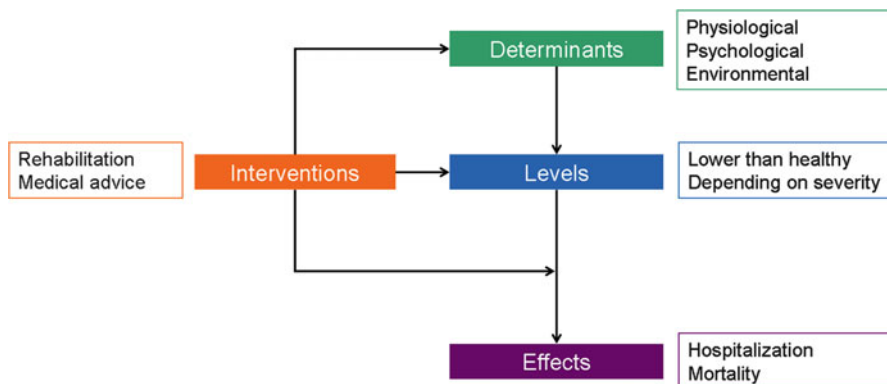 Determinants
Physiological
Psychological
Environmental
Rehabilitation
Medical advice
Interventions
Levels
Lower than healthy
Depending on severity
Effects
Hospitalization
Mortality